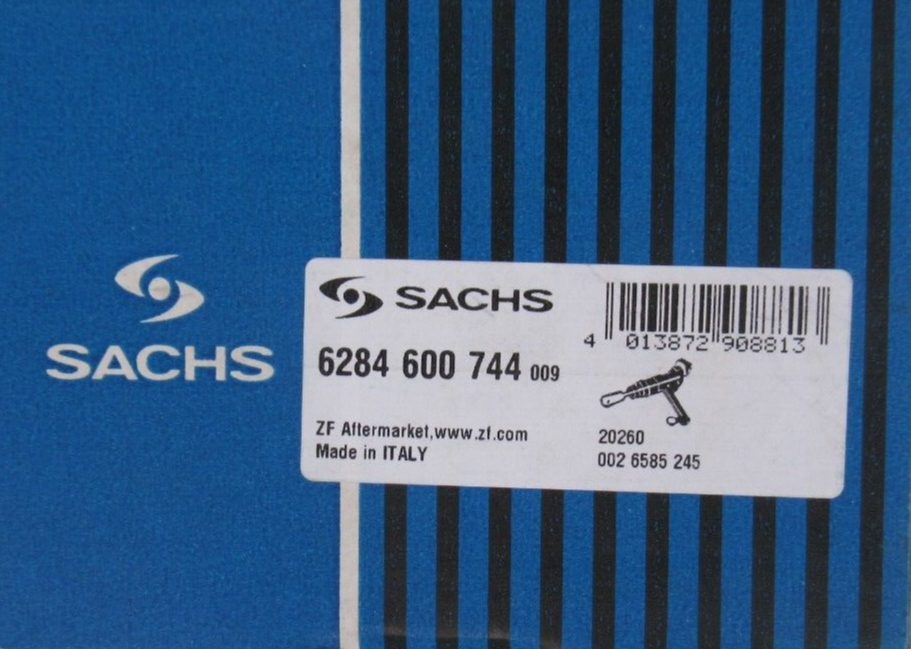 SACHS
SACHS
6284 600 744 009
ZF Aftermarket,www.zf.com
Made in ITALY
4 013872 908813
20260
002 6585 245